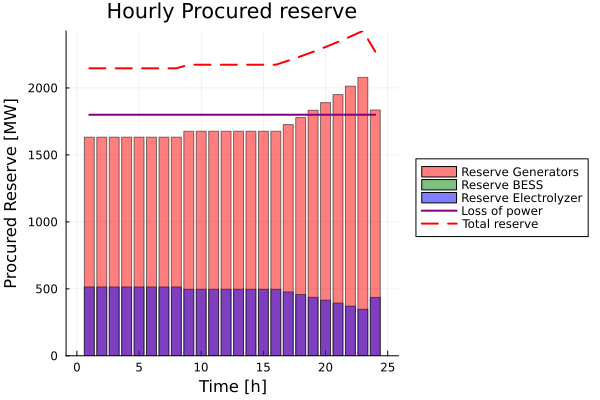 Hourly Procured reserve
Procured Reserve [MW]
2000
1500
1000
500
0
0 5 10 15 20 25
Time [h]
Reserve Generators
Reserve BESS
Reserve Electrolyzer
Loss of power
Total reserve